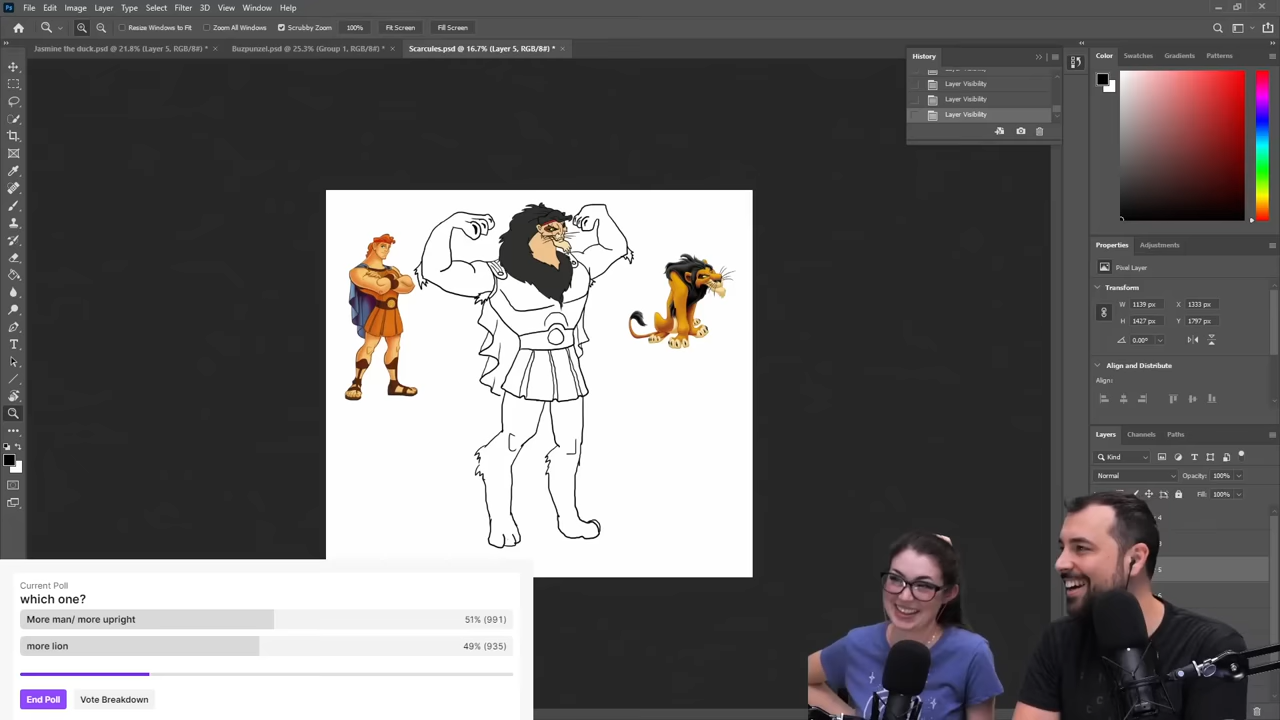 Ps File Edit Image Layer Type Select Filter 3D View Window Help
Resize Windows to Fit Zoom All Windows Scrubby Zoom 100% Fit Screen Fill Screen
Jasmine the duck.psd @ 21.8% (Layer 5, RGB/8#) * × Buzpunzel.psd @ 25.3% (Group 1, RGB/8#) * × Scarcules.psd @ 16.7% (Layer 5, RGB/8#) * ×
History
Layer Visibility
Layer Visibility
Layer Visibility
Color Swatches Gradients Patterns
Properties Adjustments
Pixel Layer
Transform
W 1139 px X 1333 px
H 1427 px Y 1797 px
0.00°
Align and Distribute
Align:
Layers Channels Paths
Kind
Normal Opacity: 100%
Fill: 100%
4
5
Current Poll
which one?
More man/ more upright 51% (991)
more lion 49% (935)
End Poll Vote Breakdown